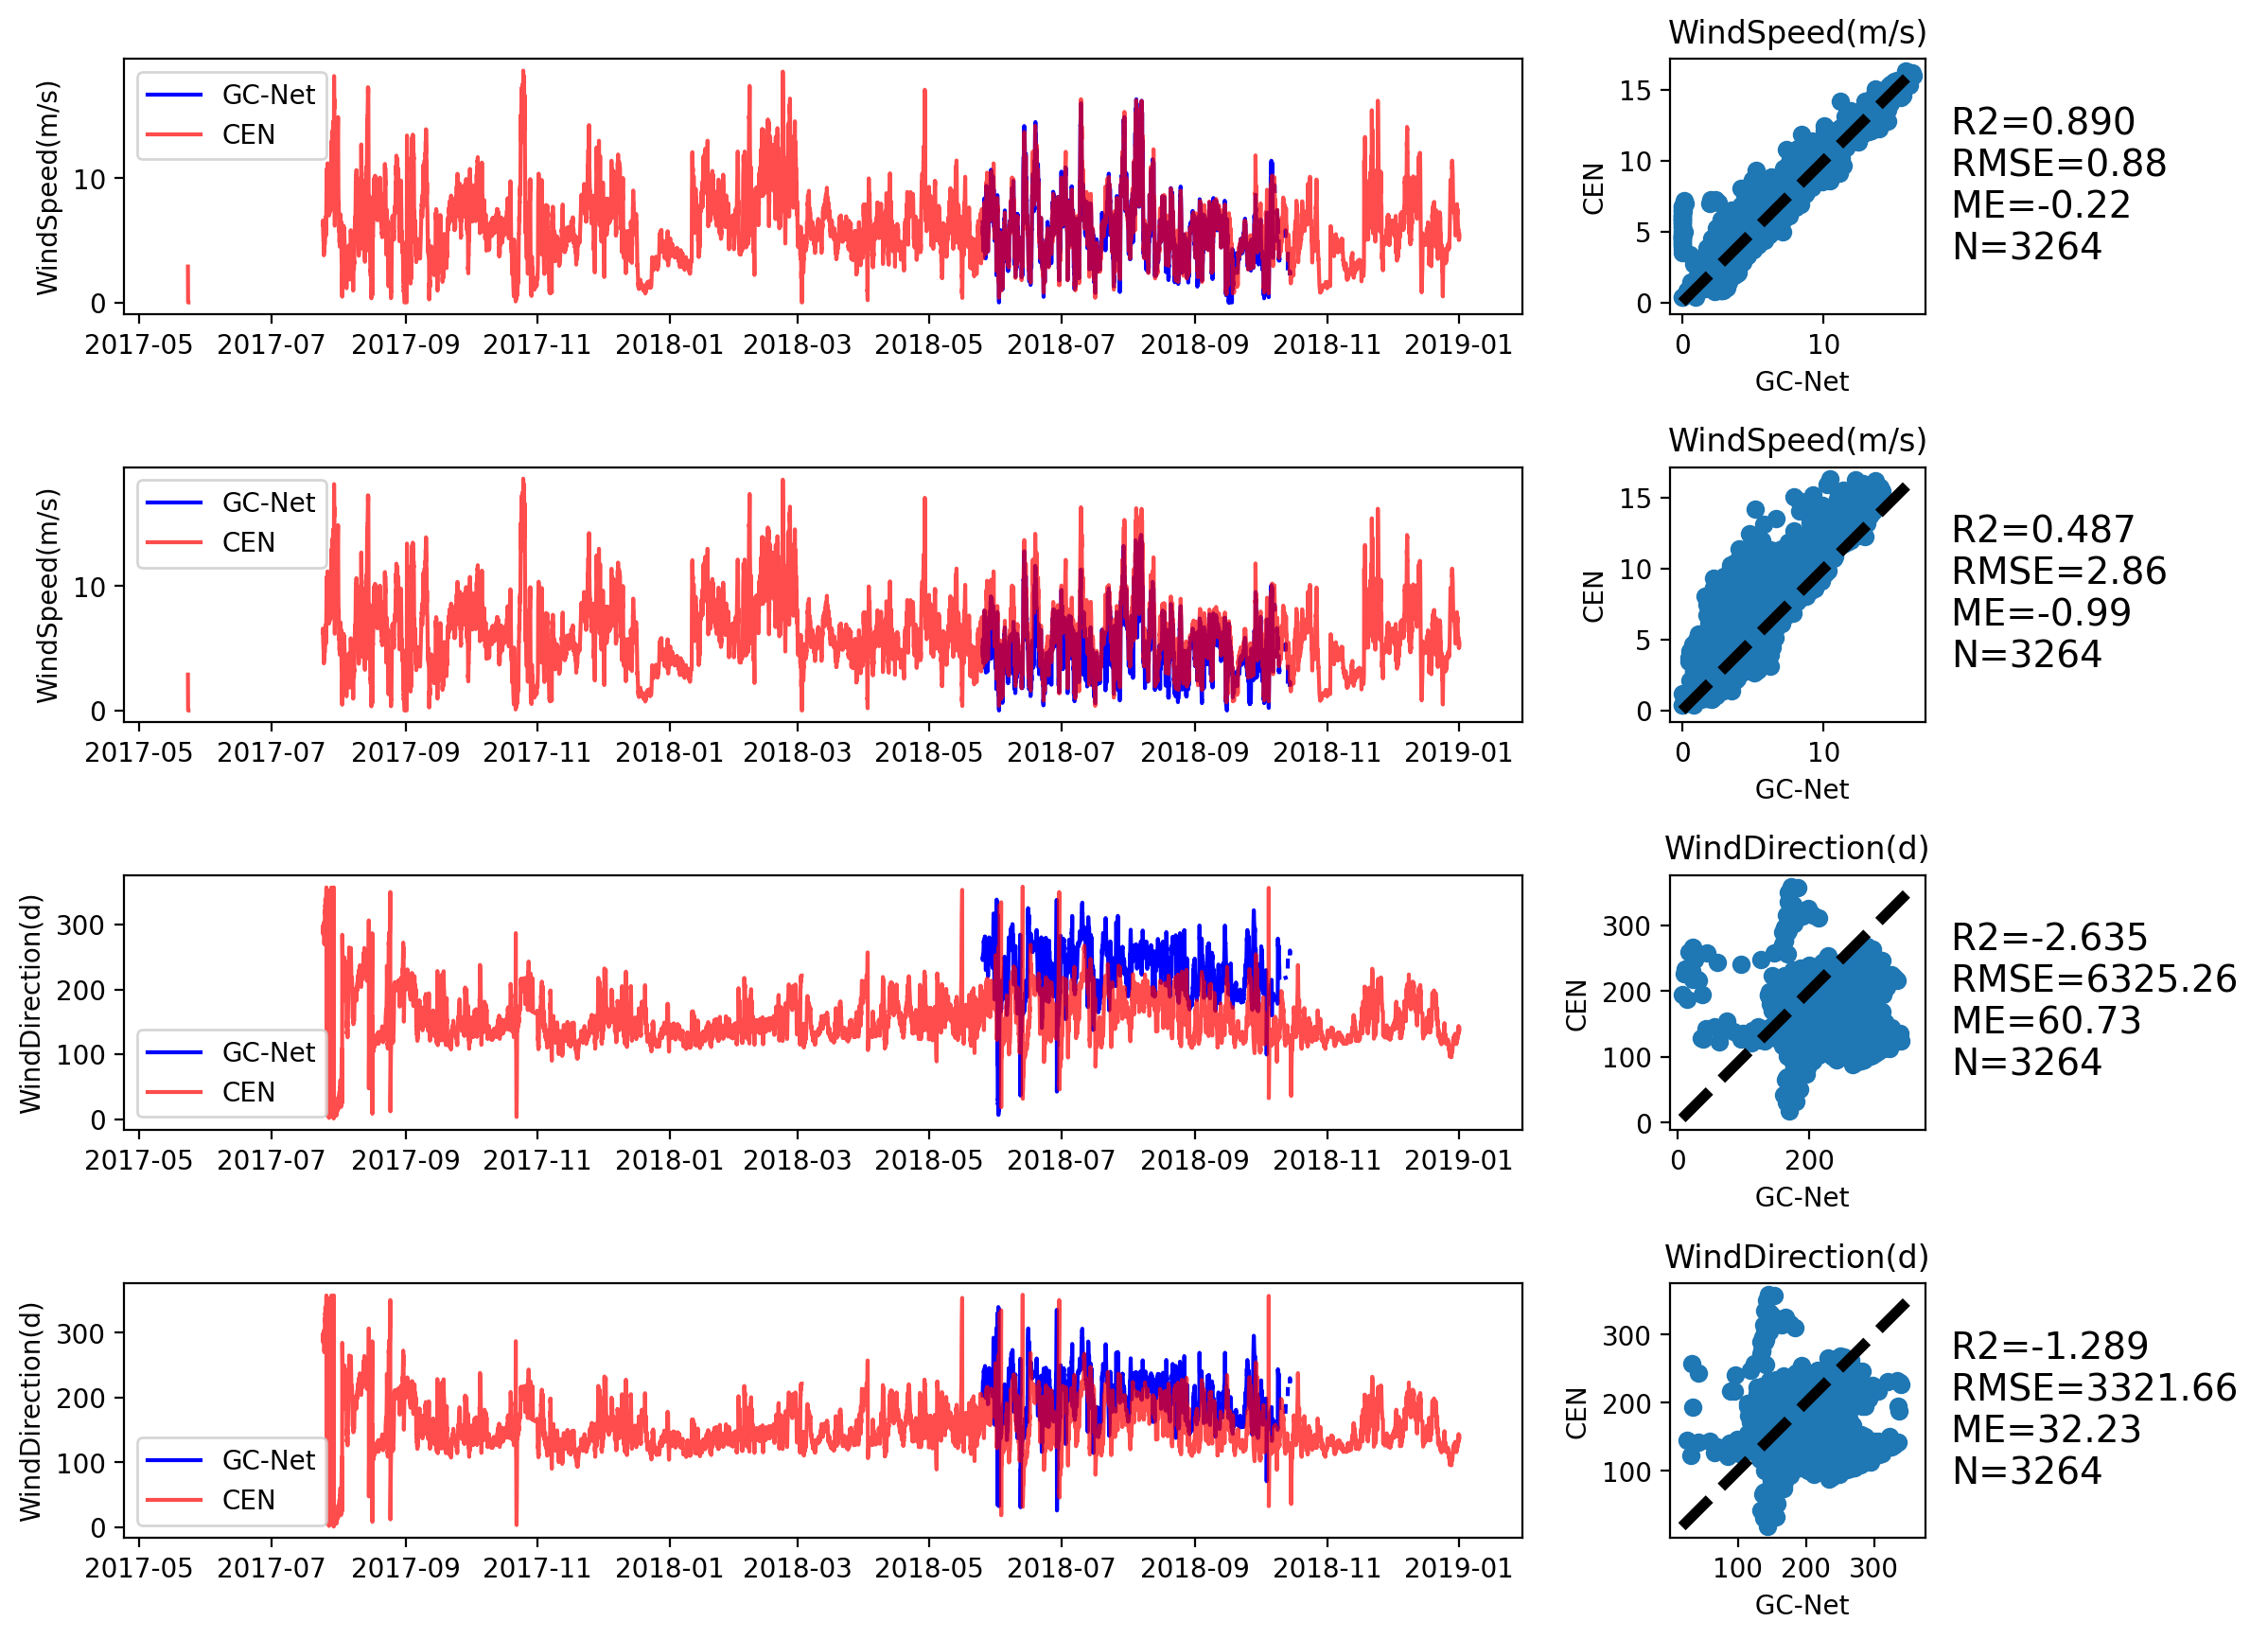 WindSpeed(m/s)
WindSpeed(m/s)
10
0
GC-Net
CEN
2017-05 2017-07 2017-09 2017-11 2018-01 2018-03 2018-05 2018-07 2018-09 2018-11 2019-01
CEN
15
10
5
0
0 10
GC-Net
R2=0.890
RMSE=0.88
ME=-0.22
N=3264
WindSpeed(m/s)
WindSpeed(m/s)
10
0
GC-Net
CEN
2017-05 2017-07 2017-09 2017-11 2018-01 2018-03 2018-05 2018-07 2018-09 2018-11 2019-01
CEN
15
10
5
0
0 10
GC-Net
R2=0.487
RMSE=2.86
ME=-0.99
N=3264
WindDirection(d)
WindDirection(d)
300
200
100
0
GC-Net
CEN
2017-05 2017-07 2017-09 2017-11 2018-01 2018-03 2018-05 2018-07 2018-09 2018-11 2019-01
CEN
300
200
100
0
0 200
GC-Net
R2=-2.635
RMSE=6325.26
ME=60.73
N=3264
WindDirection(d)
WindDirection(d)
300
200
100
0
GC-Net
CEN
2017-05 2017-07 2017-09 2017-11 2018-01 2018-03 2018-05 2018-07 2018-09 2018-11 2019-01
CEN
300
200
100
100 200 300
GC-Net
R2=-1.289
RMSE=3321.66
ME=32.23
N=3264